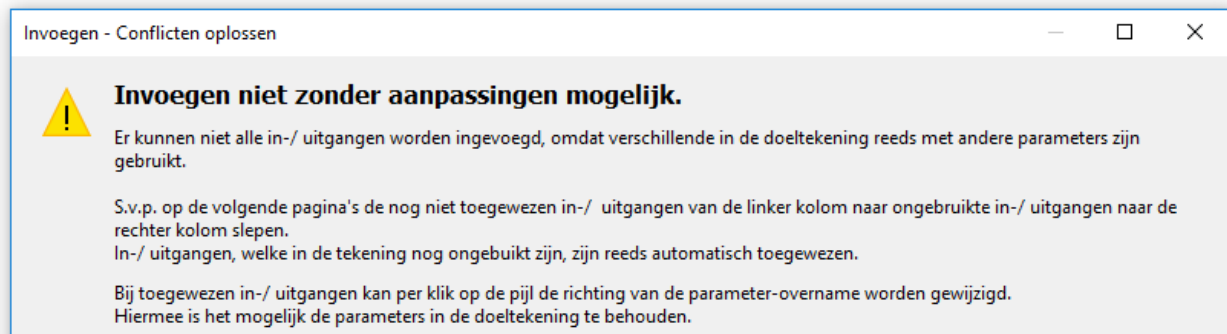 Invoegen - Conflicten oplossen
Invoegen niet zonder aanpassingen mogelijk.
Er kunnen niet alle in-/ uitgangen worden ingevoegd, omdat verschillende in de doeltekening reeds met andere parameters zijn
gebruikt.
S.v.p. op de volgende pagina's de nog niet toegewezen in-/ uitgangen van de linker kolom naar ongebruikte in-/ uitgangen naar de
rechter kolom slepen.
In-/ uitgangen, welke in de tekening nog ongebuikt zijn, zijn reeds automatisch toegewezen.
Bij toegewezen in-/ uitgangen kan per klik op de pijl de richting van de parameter-overname worden gewijzigd.
Hiermee is het mogelijk de parameters in de doeltekening te behouden.